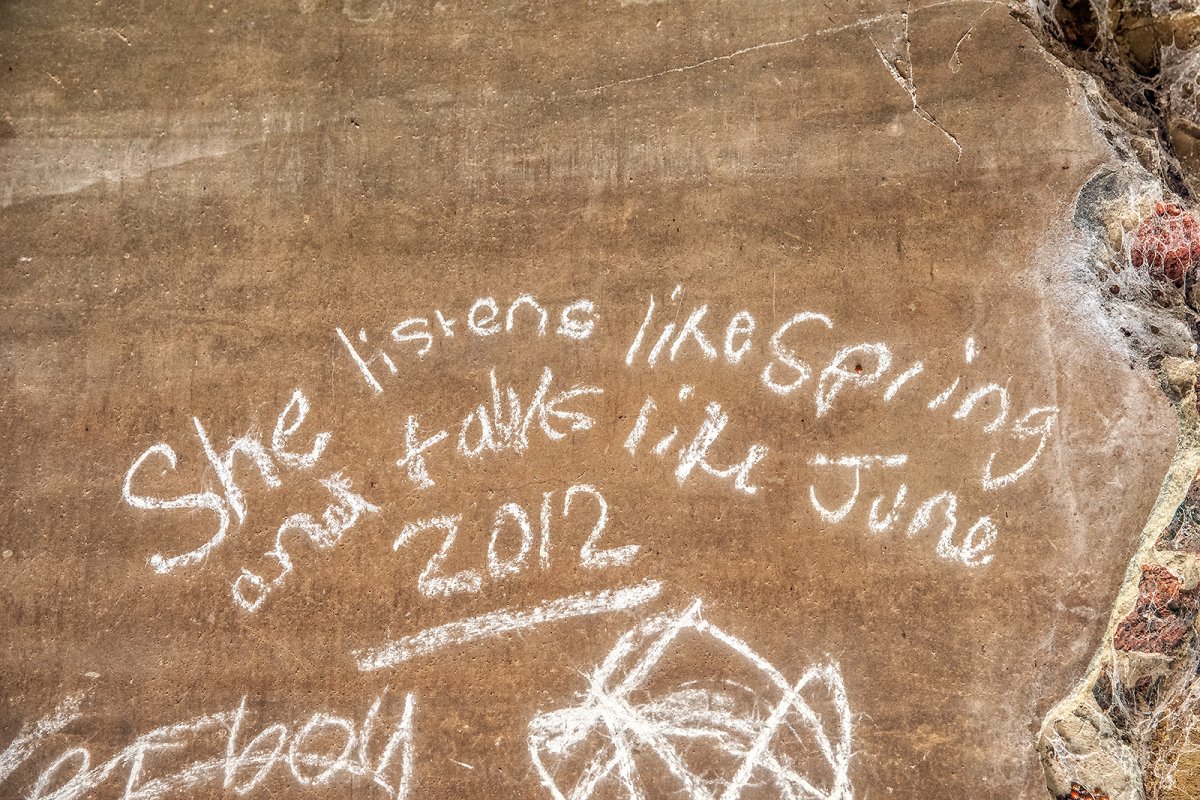 She listens like Spring
and talks like June
2012